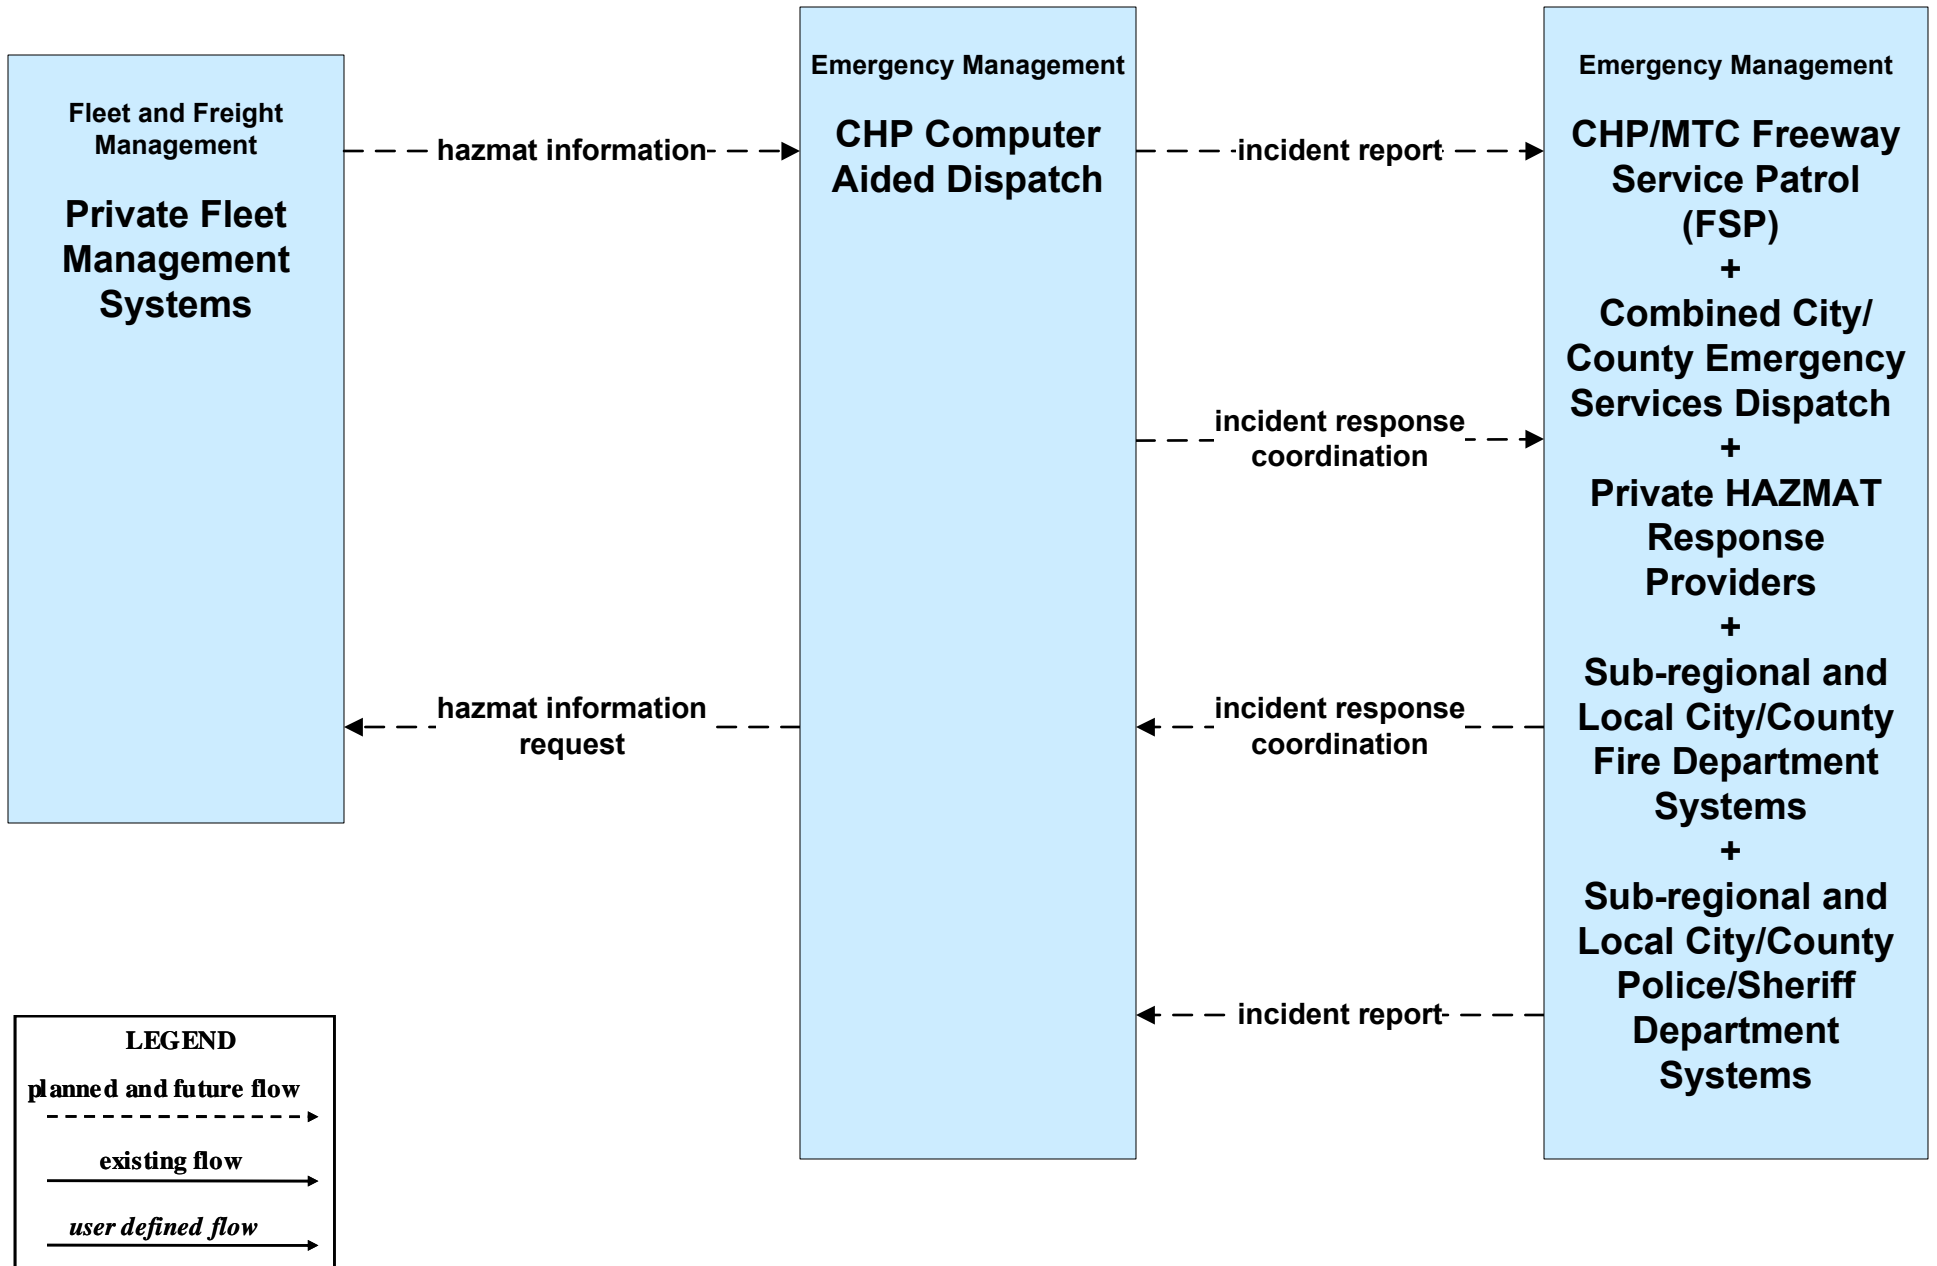 Fleet and Freight
Management
Private Fleet
Management
Systems
hazmat information
hazmat information
request
Emergency Management
CHP Computer
Aided Dispatch
incident report
incident response
coordination
incident response
coordination
incident report
Emergency Management
CHP/MTC Freeway
Service Patrol
(FSP)
+
Combined City/
County Emergency
Services Dispatch
+
Private HAZMAT
Response
Providers
+
Sub-regional and
Local City/County
Fire Department
Systems
+
Sub-regional and
Local City/County
Police/Sheriff
Department
Systems
LEGEND
planned and future flow
existing flow
user defined flow